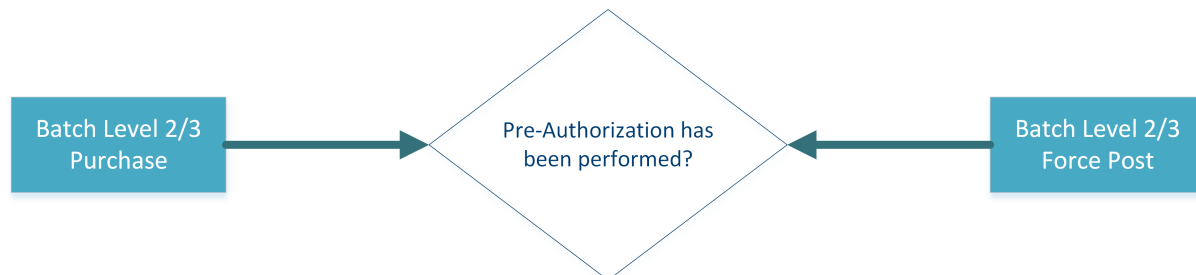 Batch Level 2/3
Purchase
Pre-Authorization has
been performed?
Batch Level 2/3
Force Post